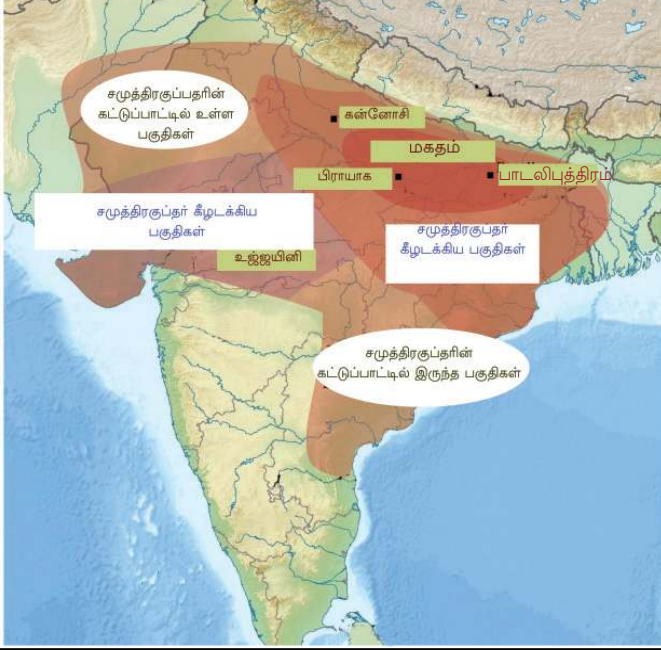 சமுத்திரகுப்பதரின்
கட்டுப்பாட்டில் உள்ள
பகுதிகள்
கன்னோசி
மகதம்
பிராயாக
பாடலிபுத்திரம்
சமுத்திரகுப்தர் கீழடக்கிய
பகுதிகள்
சமுத்திரகுப்தர்
கீழடக்கிய பகுதிகள்
உஜ்ஜயினி
சமுத்திரகுப்தரின்
கட்டுப்பாட்டில் இருந்த பகுதிகள்